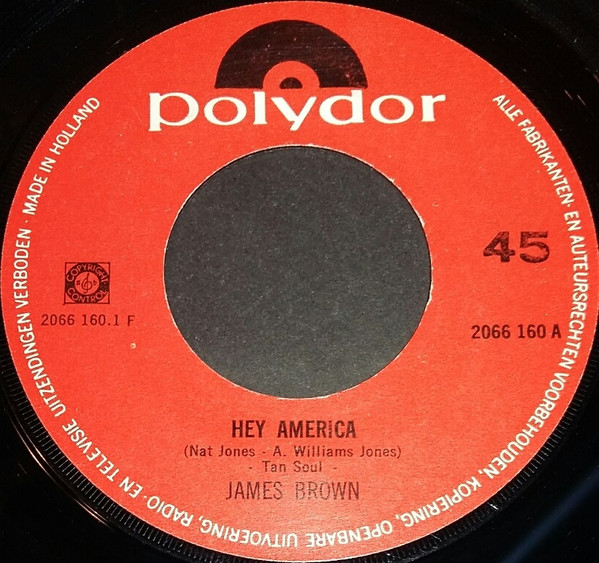 polydor
MADE IN HOLLAND
ALLE FABRIKANTEN- EN AUTEURSRECHTEN VOORBEHOUDEN. KOPIERING, OPENBARE UITVOERING, RADIO- EN TELEVISIE UITZENDINGEN VERBODEN ·
45
COPYRIGHT
CONTROL
2066 160.1 F
2066 160 A
HEY AMERICA
(Nat Jones - A. Williams Jones)
- Tan Soul -
JAMES BROWN